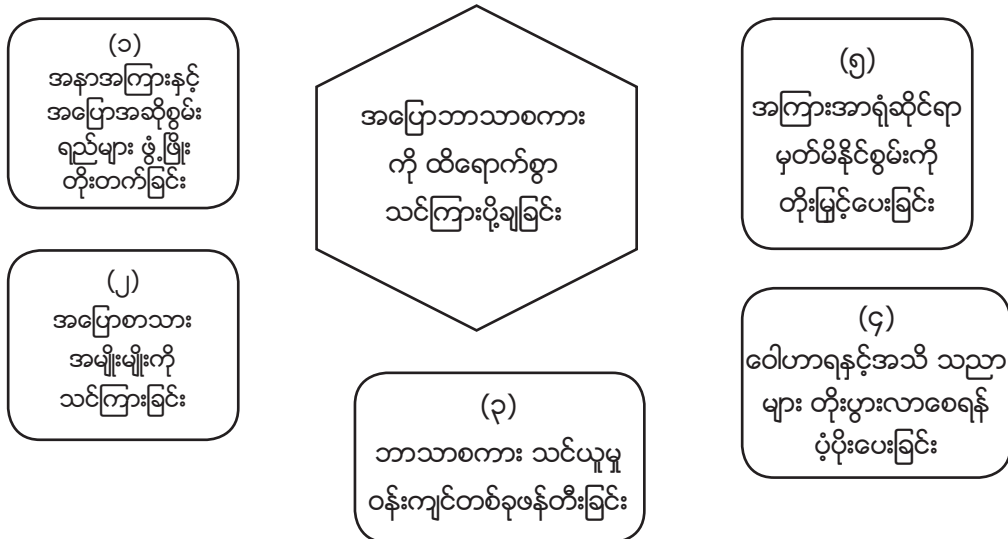 (၁)
အနာအကြားနှင့်
အပြောအဆိုစွမ်း
ရည်များ ဖွံ့ဖြိုး
တိုးတက်ခြင်း
အပြောဘာသာစကား
ကို ထိရောက်စွာ
သင်ကြားပို့ချခြင်း
(၅)
အကြားအာရုံဆိုင်ရာ
မှတ်မိနိုင်စွမ်းကို
တိုးမြှင့်ပေးခြင်း
(၂)
အပြောစာသား
အမျိုးမျိုးကို
သင်ကြားခြင်း
(၄)
ဝေါဟာရနှင့်အသိ သညာ
များ တိုးပွားလာစေရန်
ပံ့ပိုးပေးခြင်း
(၃)
ဘာသာစကား သင်ယူမှု
ဝန်းကျင်တစ်ခုဖန်တီးခြင်း